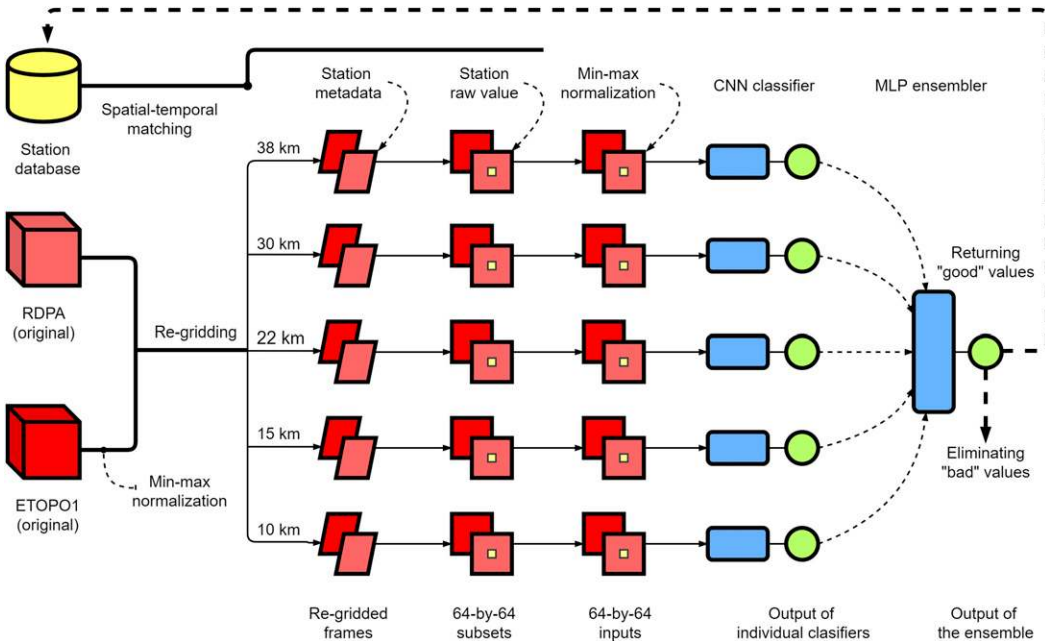 Station
metadata
Station
raw value
Min-max
normalization
CNN classifier
MLP ensembler
Spatial-temporal
matching
Station
database
38 km
30 km
Returning
"good" values
RDPA
(original)
Re-gridding
22 km
15 km
Eliminating
"bad" values
Min-max
normalization
ETOPO1
(original)
10 km
Re-gridded
frames
64-by-64
subsets
64-by-64
inputs
Output of
individual clasifiers
Output of
the ensemble